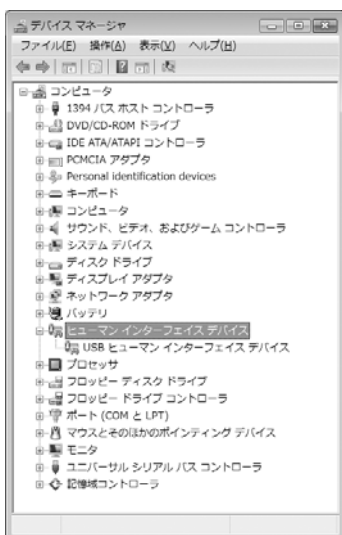 デバイス マネージャ
ファイル(F) 操作(A) 表示(V) ヘルプ(H)
コンピュータ
1394 バス ホスト コントローラ
DVD/CD-ROM ドライブ
IDE ATA/ATAPI コントローラ
PCMCIA アダプタ
Personal identification devices
キーボード
コンピュータ
サウンド、ビデオ、およびゲーム コントローラ
システム デバイス
ディスク ドライブ
ディスプレイ アダプタ
ネットワーク アダプタ
バッテリ
ヒューマン インターフェイス デバイス
USB ヒューマン インターフェイス デバイス
プロセッサ
フロッピー ディスク ドライブ
フロッピー ドライブ コントローラ
ポート (COM と LPT)
マウスとそのほかのポインティング デバイス
モニタ
ユニバーサル シリアル バス コントローラ
記憶域コントローラ